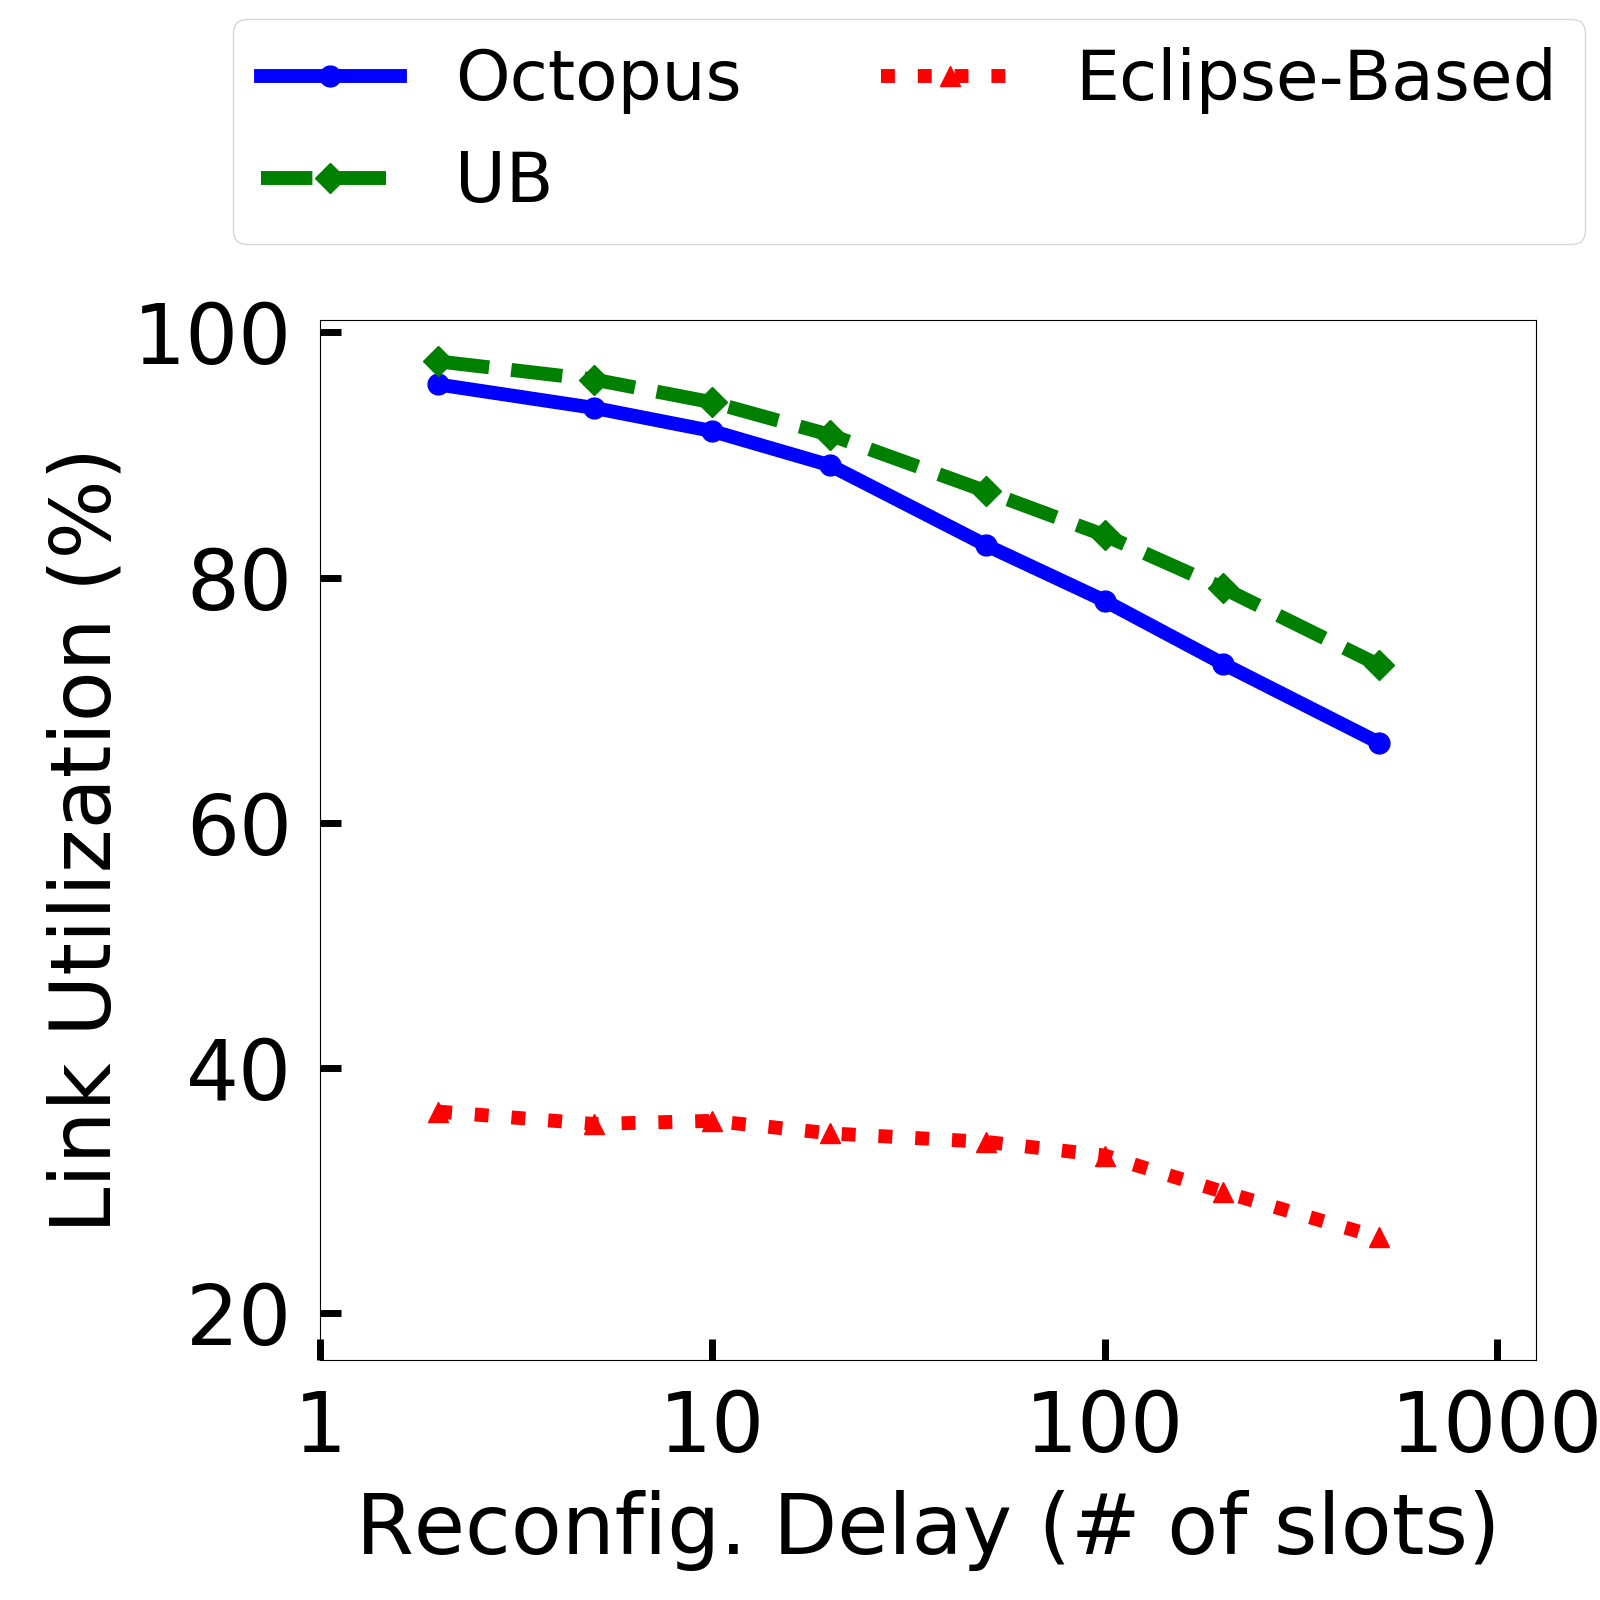 Octopus
Eclipse-Based
UB
100
80
60
40
20
Link Utilization (%)
1
10
100
1000
Reconfig. Delay (# of slots)